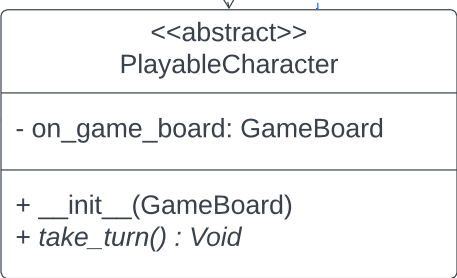 <<abstract>>
PlayableCharacter
- on_game_board: GameBoard
+ __init__(GameBoard)
+ take_turn() : Void